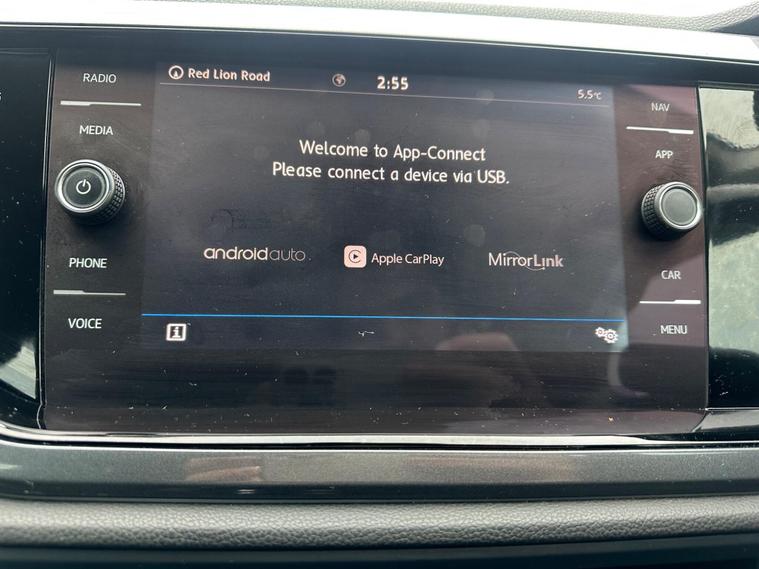 RADIO
MEDIA
PHONE
VOICE
Red Lion Road
2:55
5.5°C
Welcome to App-Connect
Please connect a device via USB.
androidauto
Apple CarPlay
MirrorLink
NAV
APP
CAR
MENU